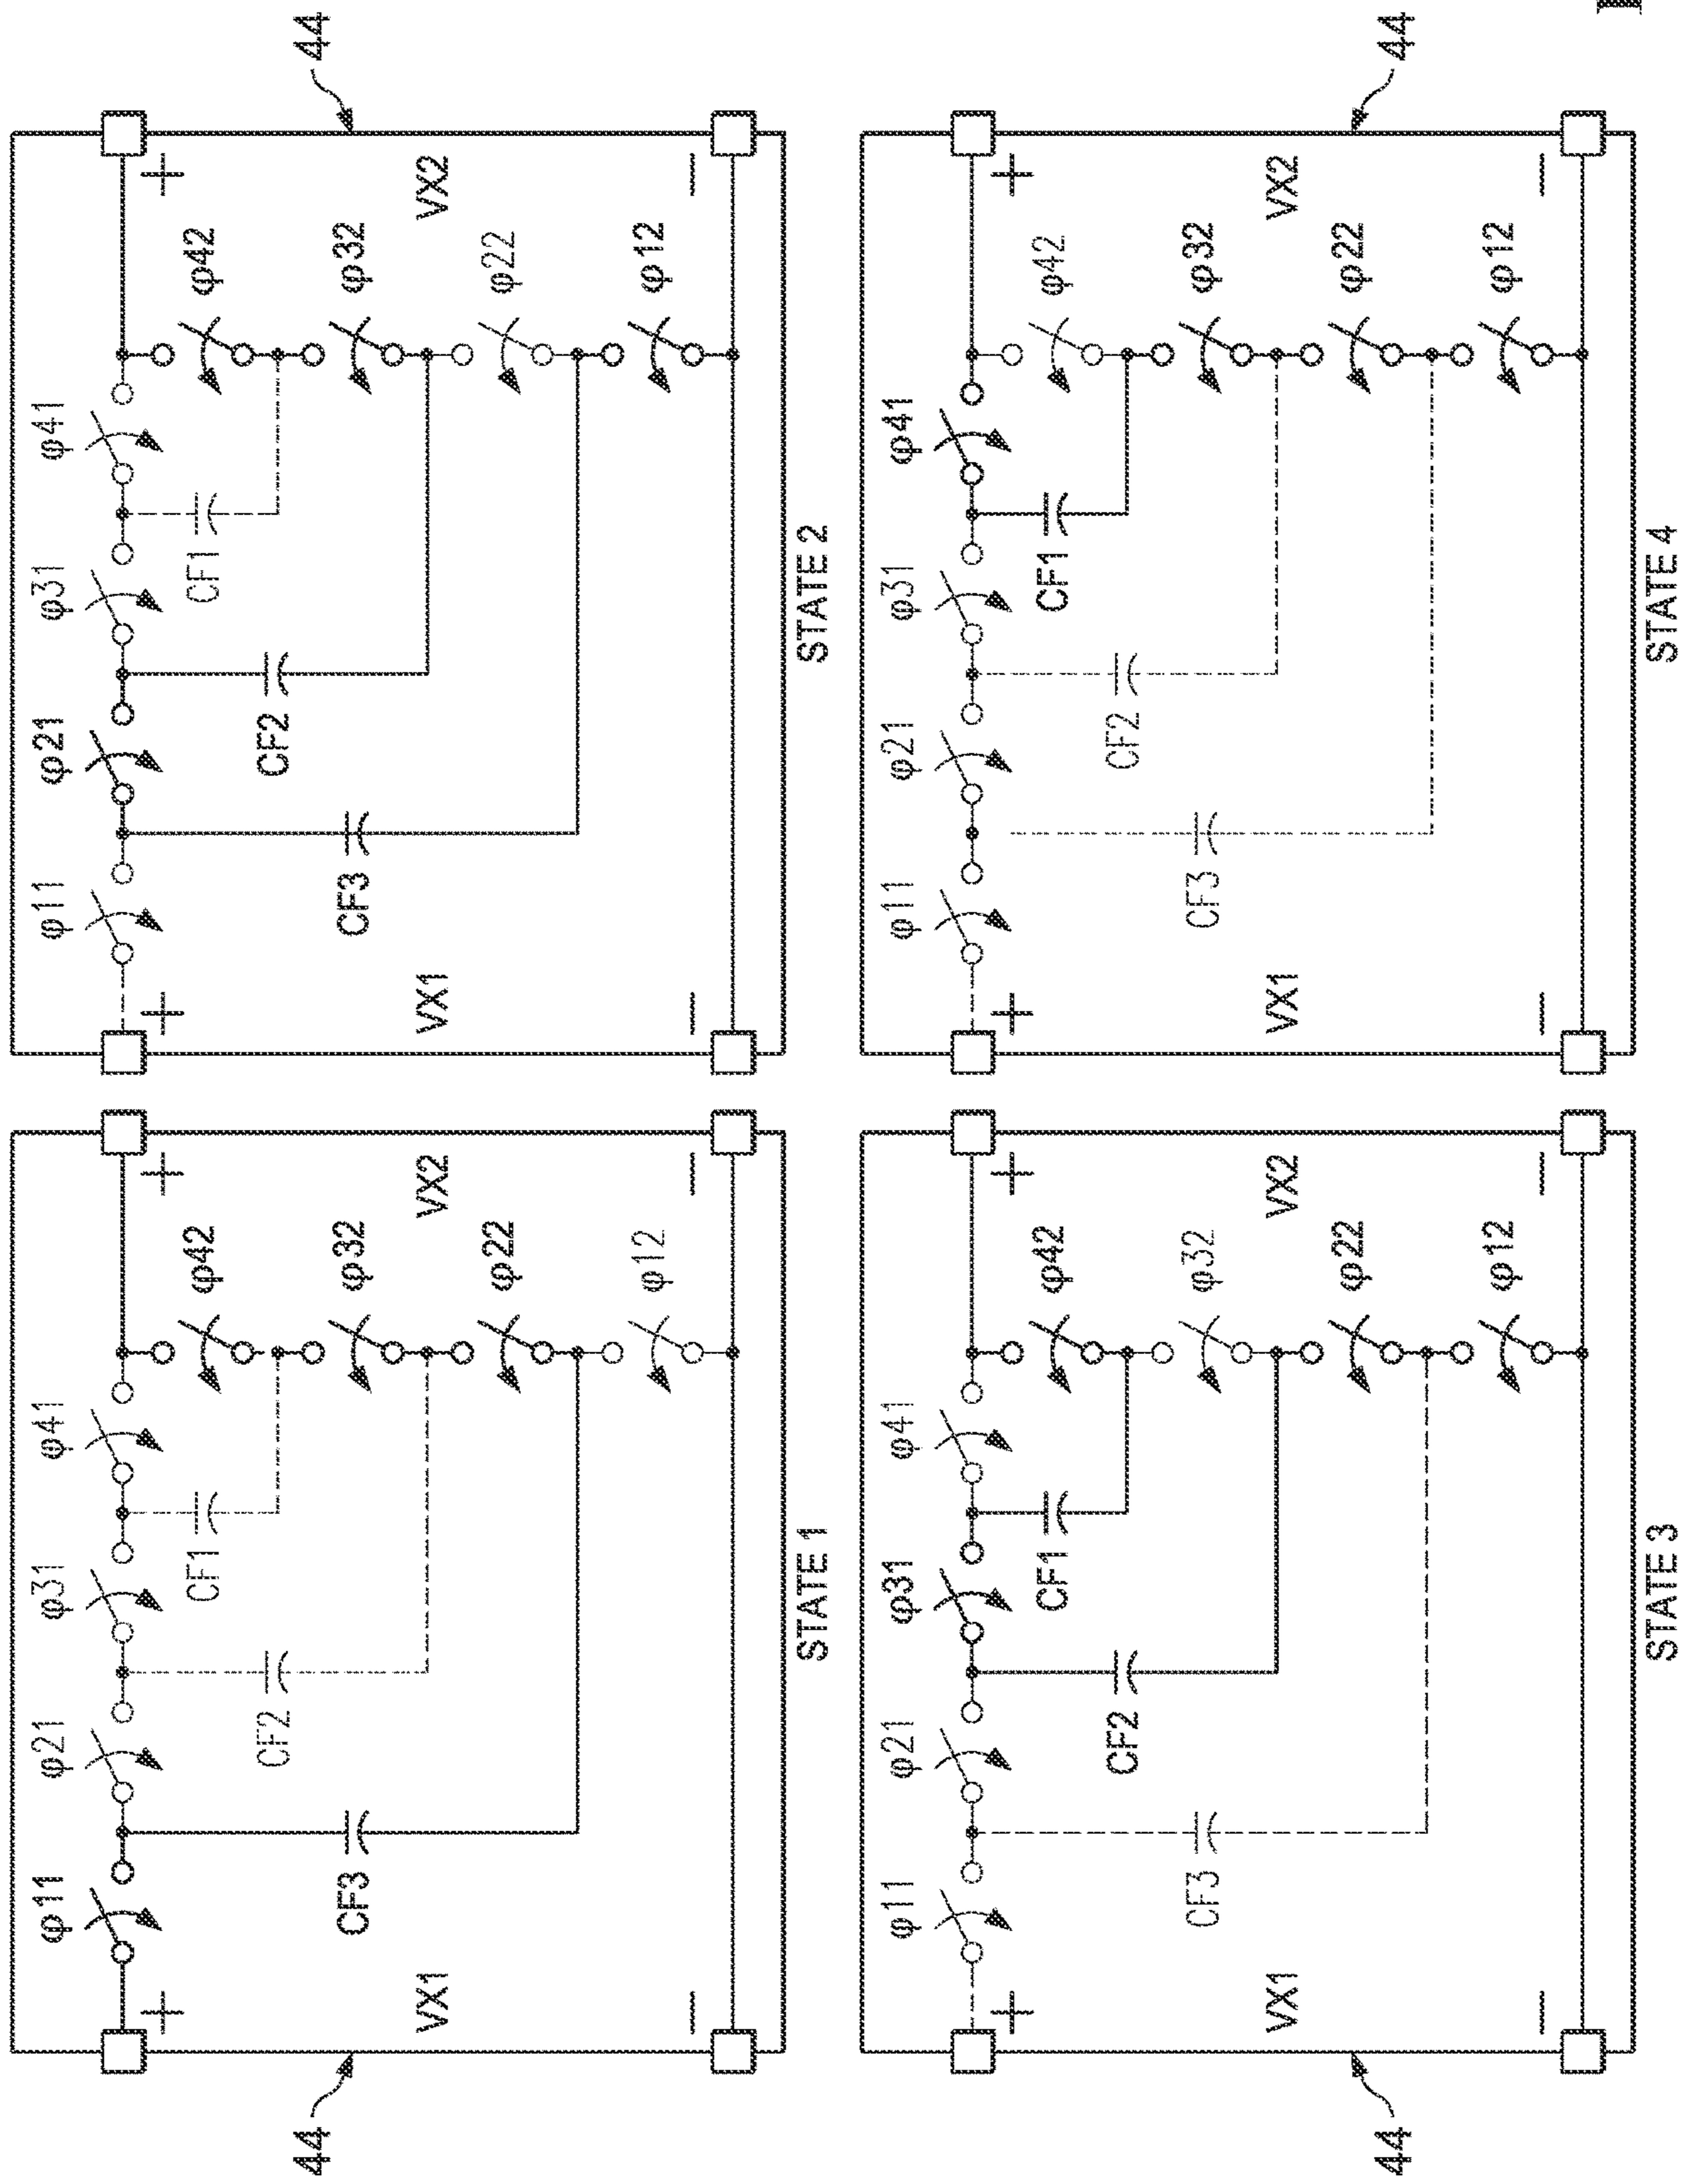 44
φ11 φ21 φ31 φ41
+ +
φ42
CF1
φ32
CF2
VX1 VX2
φ22
CF3
φ12
— —
STATE 1
44
φ11 φ21 φ31 φ41
+ +
φ42
CF1
φ32
CF2
VX1 VX2
φ22
CF3
φ12
— —
STATE 2
44
φ11 φ21 φ31 φ41
+ +
φ42
CF1
φ32
CF2
VX1 VX2
φ22
CF3
φ12
— —
STATE 3
44
φ11 φ21 φ31 φ41
+ +
φ42
CF1
φ32
CF2
VX1 VX2
φ22
CF3
φ12
— —
STATE 4